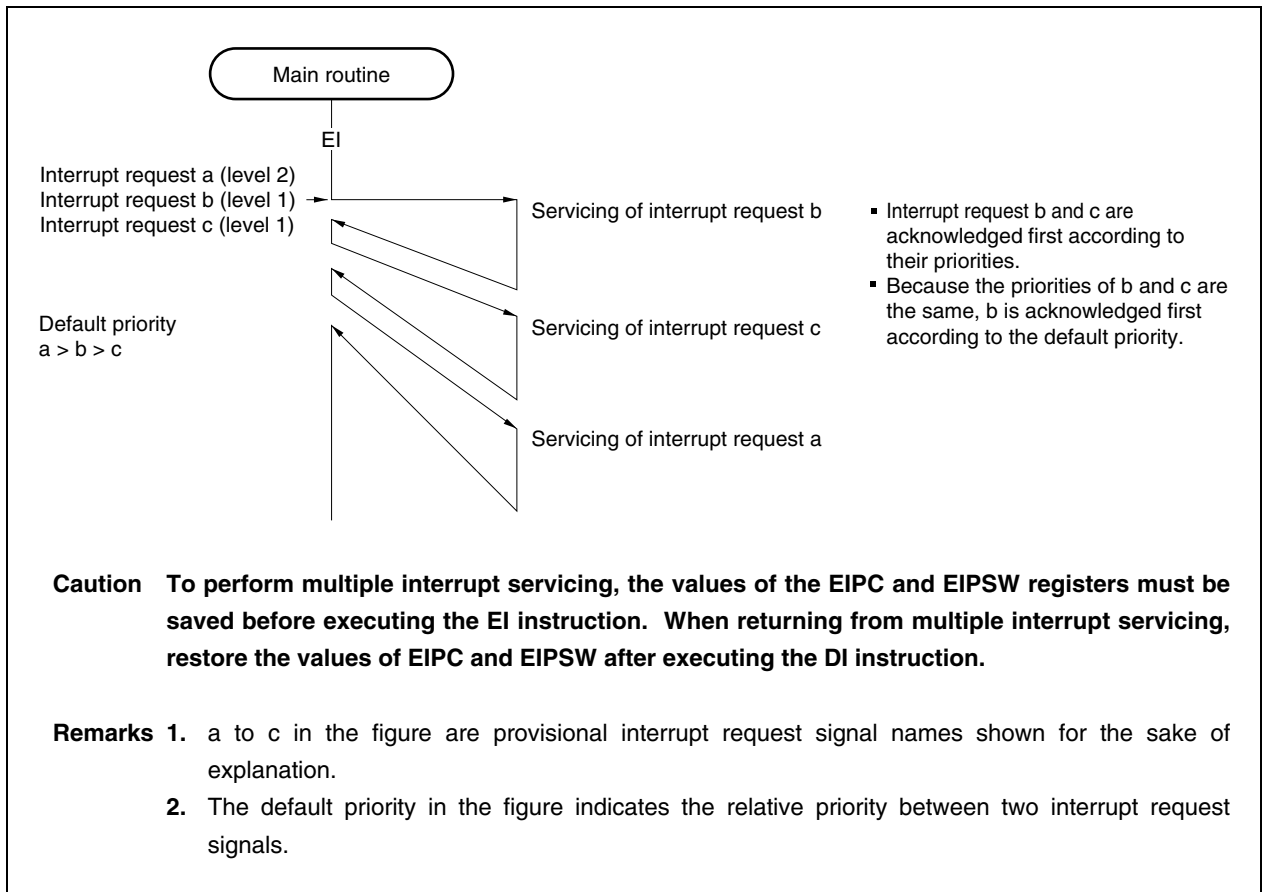 Main routine
EI
Interrupt request a (level 2)
Interrupt request b (level 1)
Interrupt request c (level 1)
Servicing of interrupt request b
▪ Interrupt request b and c are
acknowledged first according to
their priorities.
▪ Because the priorities of b and c are
the same, b is acknowledged first
according to the default priority.
Default priority
a > b > c
Servicing of interrupt request c
Servicing of interrupt request a
Caution To perform multiple interrupt servicing, the values of the EIPC and EIPSW registers must be
saved before executing the EI instruction. When returning from multiple interrupt servicing,
restore the values of EIPC and EIPSW after executing the DI instruction.
Remarks 1. a to c in the figure are provisional interrupt request signal names shown for the sake of
explanation.
2. The default priority in the figure indicates the relative priority between two interrupt request
signals.